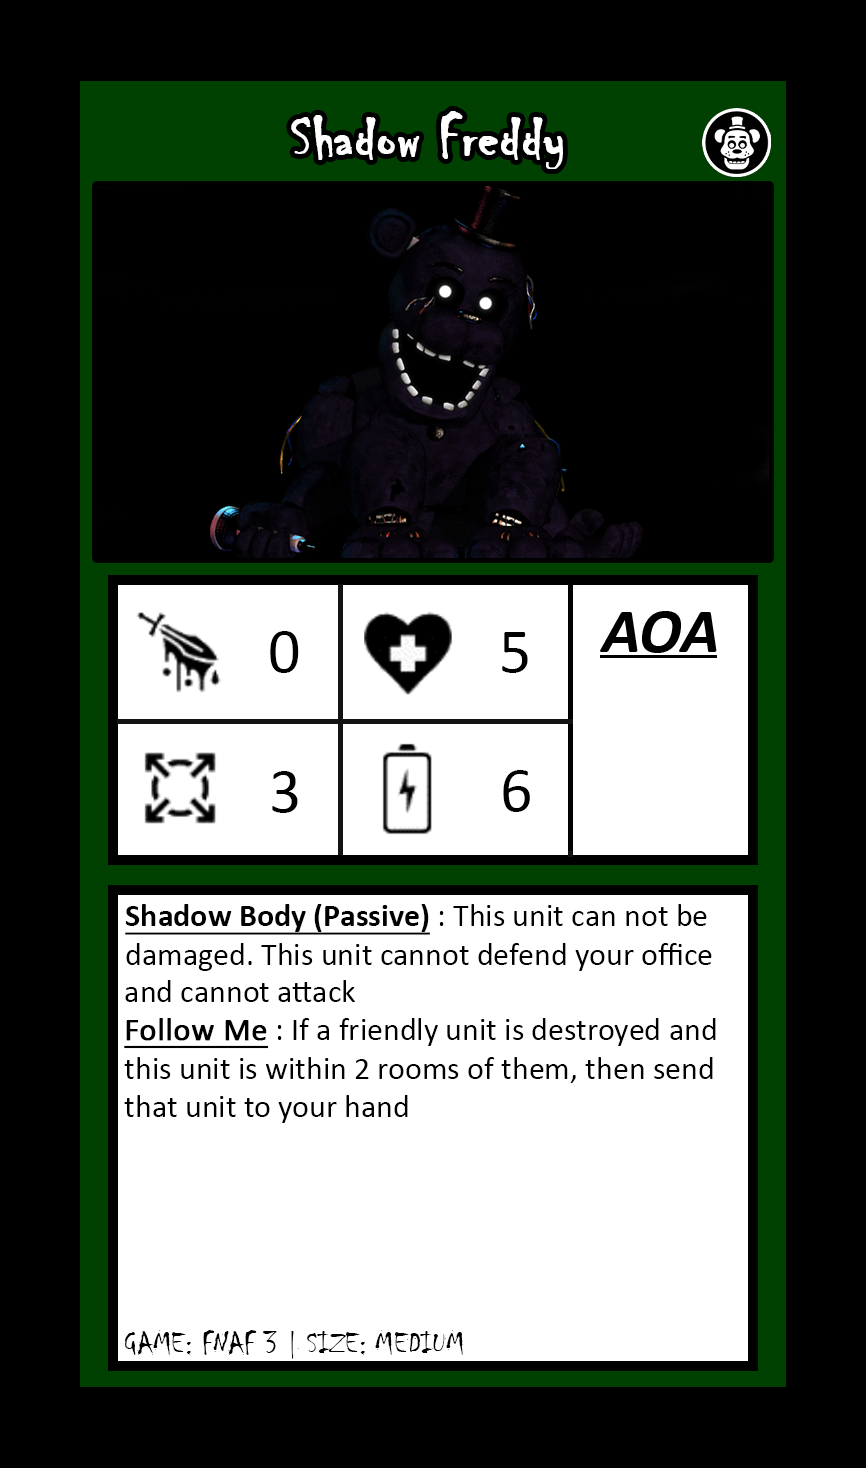 Shadow Freddy
0
5
AOA
3
6
Shadow Body (Passive) : This unit can not be
damaged. This unit cannot defend your office
and cannot attack
Follow Me : If a friendly unit is destroyed and
this unit is within 2 rooms of them, then send
that unit to your hand
GAME: FNAF 3 | SIZE: MEDIUM